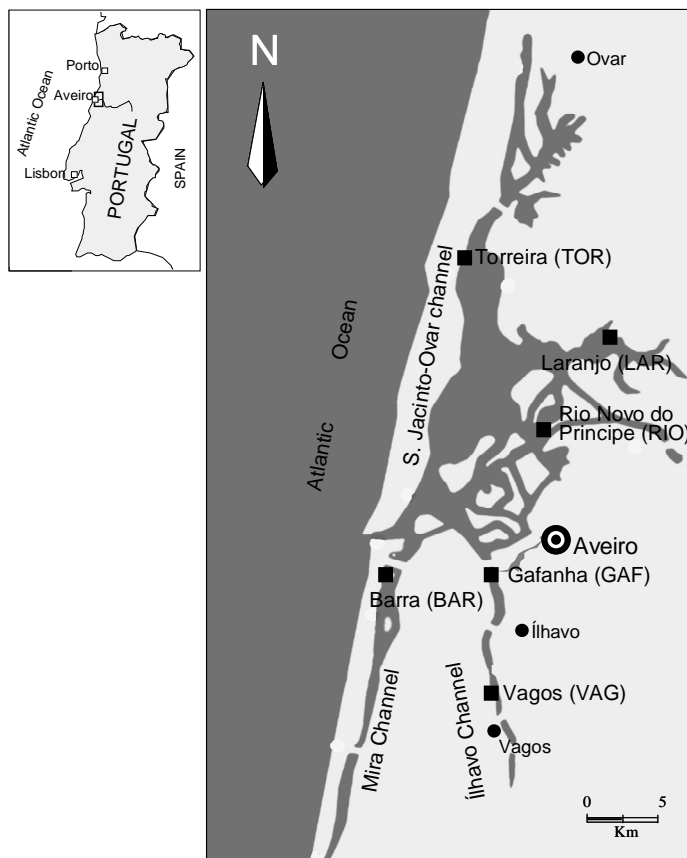 Porto
Aveiro
Atlantic Ocean
Lisbon
PORTUGAL
SPAIN
N
Ovar
Torreira (TOR)
S. Jacinto-Ovar channel
Atlantic Ocean
Laranjo (LAR)
Rio Novo do
Principe (RIO)
Aveiro
Gafanha (GAF)
Barra (BAR)
Ílhavo
Vagos (VAG)
Mira Channel
Ílhavo Channel
Vagos
0 5
Km